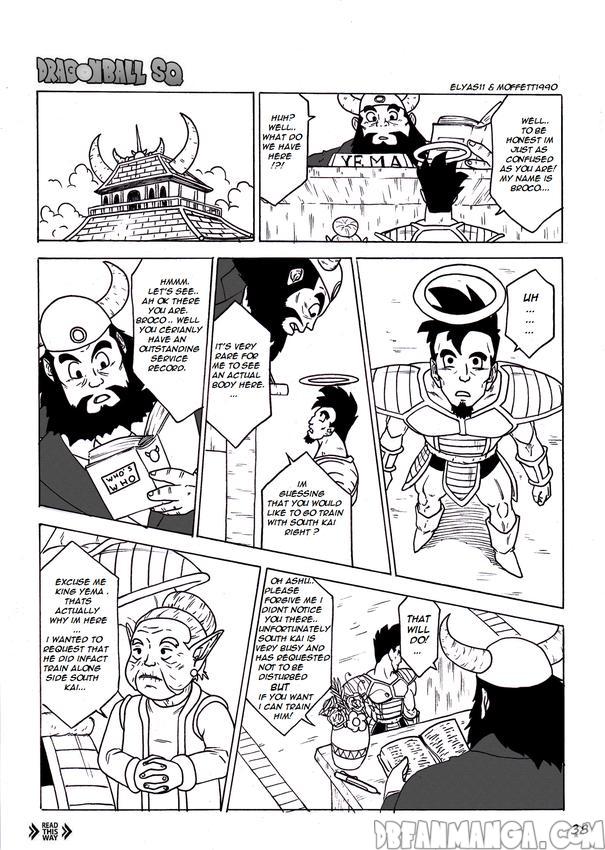 DRAGONBALL SQ
ELYAS11 & MOFFETT1990
HUH?
WELL..
WHAT DO
WE HAVE
HERE
!?!
YEMA
WELL..
TO BE
HONEST IM
JUST AS
CONFUSED
AS YOU ARE!
MY NAME IS
BROCO....
HMMM.
LET'S SEE..
AH OK THERE
YOU ARE.
BROCO.. WELL
YOU CERIANLY
HAVE AN
OUTSTANDING
SERVICE
RECORD.
WHO'S
WHO
IT'S VERY
RARE FOR
ME TO SEE
AN ACTUAL
BODY HERE.
...
IM
GUESSING
THAT YOU WOULD
LIKE TO GO TRAIN
WITH SOUTH KAI
RIGHT ?
UH
...
...
...
EXCUSE ME
KING YEMA .
THATS
ACTUALLY
WHY IM HERE
...
I WANTED TO
REQUEST THAT
HE DID INFACT
TRAIN ALONG
SIDE SOUTH
KAI...
OH ASHU..
PLEASE
FORGIVE ME I
DIDNT NOTICE
YOU THERE..
UNFORTUNATELY
SOUTH KAI IS
VERY BUSY AND
HAS REQUESTED
NOT TO BE
DISTURBED
BUT
IF YOU WANT
I CAN TRAIN
HIM!
THAT
WILL
DO!
...
READ
THIS
WAY
38
DBFANMANGA.COM